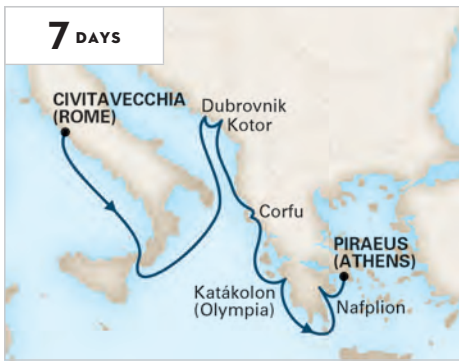 7 DAYS
CIVITAVECCHIA
(ROME)
Dubrovnik
Kotor
Corfu
PIRAEUS
(ATHENS)
Katákolon
(Olympia)
Nafplion